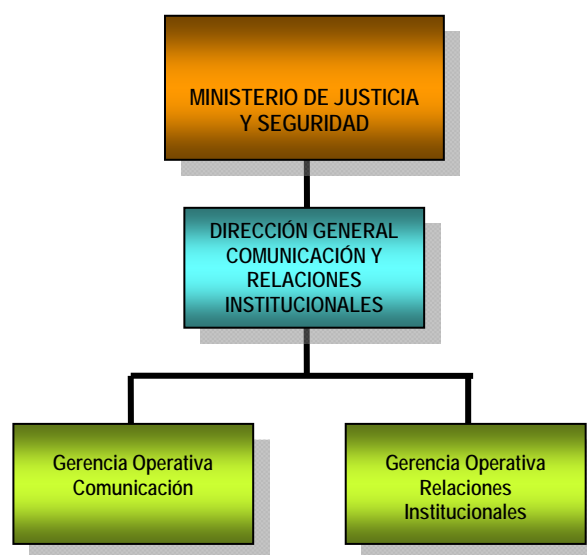 MINISTERIO DE JUSTICIA
Y SEGURIDAD
DIRECCIÓN GENERAL
COMUNICACIÓN Y
RELACIONES
INSTITUCIONALES
Gerencia Operativa
Comunicación
Gerencia Operativa
Relaciones
Institucionales